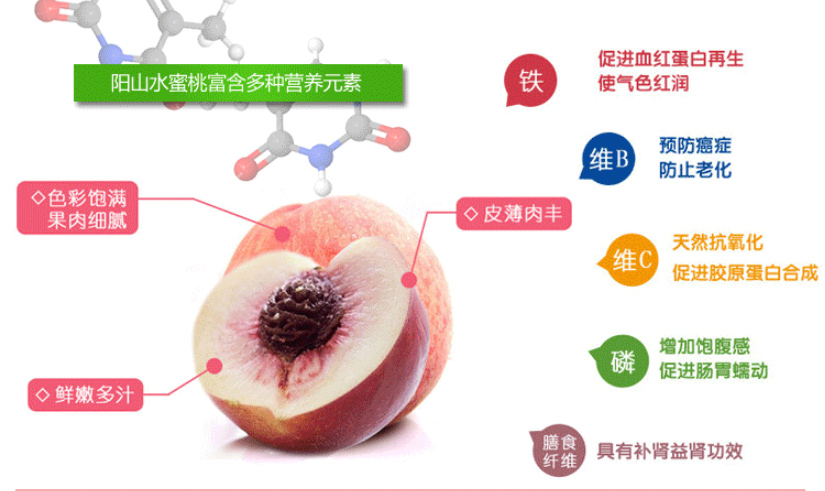 阳山水蜜桃富含多种营养元素
◇色彩饱满
果肉细腻
◇皮薄肉丰
◇鲜嫩多汁
铁
促进血红蛋白再生
使气色红润
维B
预防癌症
防止老化
维C
天然抗氧化
促进胶原蛋白合成
磷
增加饱腹感
促进肠胃蠕动
膳食
纤维
具有补肾益肾功效